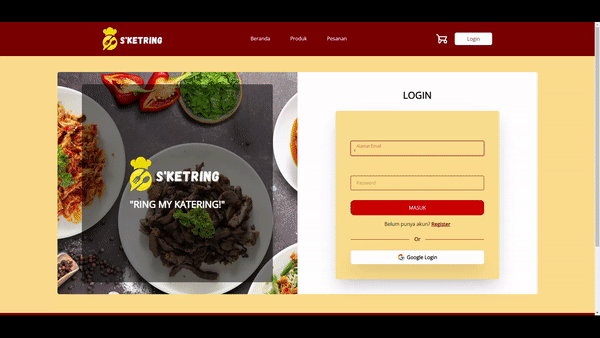 S'KETRING
Beranda
Produk
Pesanan
Login
LOGIN
Alamat Email
Password
MASUK
Belum punya akun? Register
Or
Google Login
S'KETRING
"RING MY KATERING!"